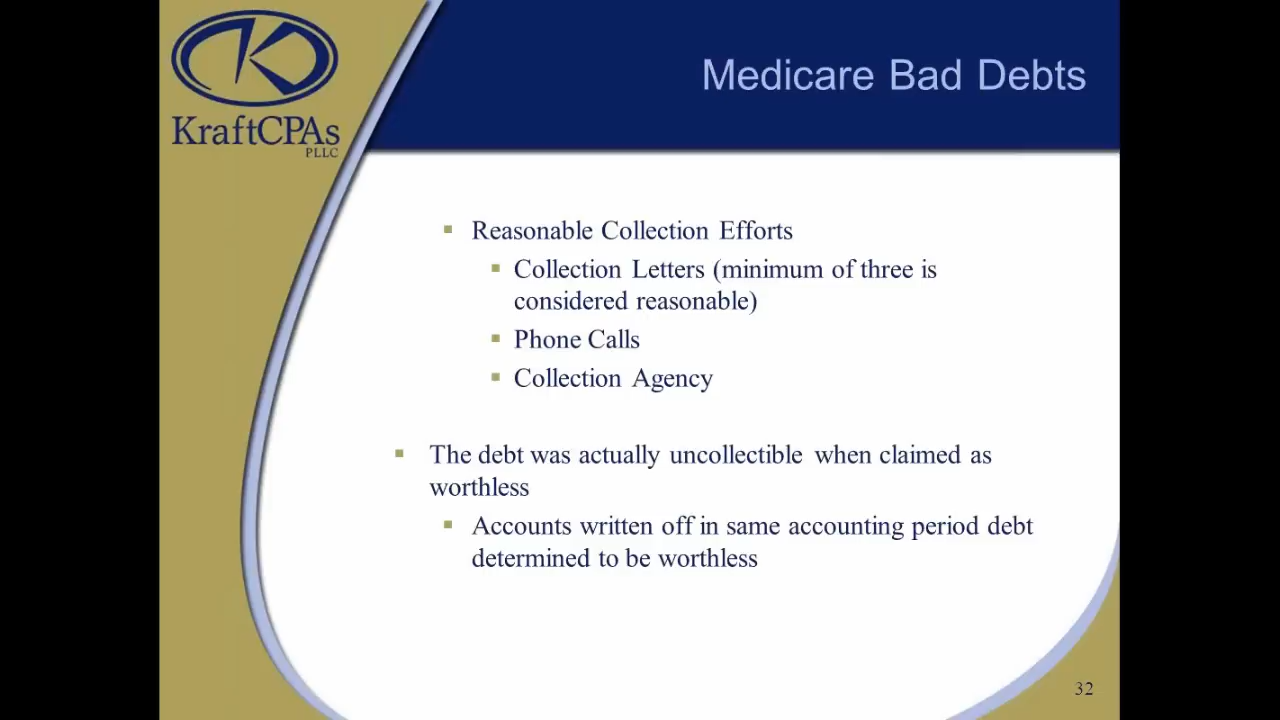 KraftCPAs
PLLC
Medicare Bad Debts
Reasonable Collection Efforts
Collection Letters (minimum of three is
considered reasonable)
Phone Calls
Collection Agency
The debt was actually uncollectible when claimed as
worthless
Accounts written off in same accounting period debt
determined to be worthless
32